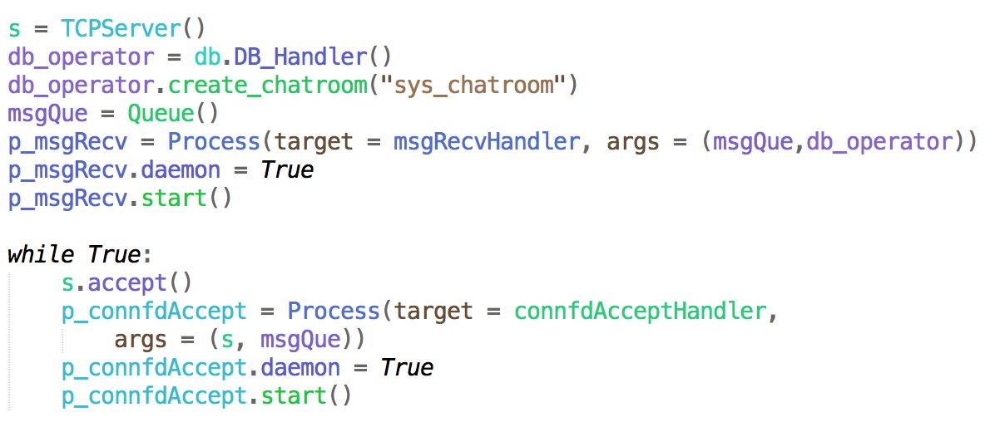 s = TCPServer()
db_operator = db.DB_Handler()
db_operator.create_chatroom("sys_chatroom")
msgQue = Queue()
p_msgRecv = Process(target = msgRecvHandler, args = (msgQue,db_operator))
p_msgRecv.daemon = True
p_msgRecv.start()

while True:
    s.accept()
    p_connfdAccept = Process(target = connfdAcceptHandler,
        args = (s, msgQue))
    p_connfdAccept.daemon = True
    p_connfdAccept.start()